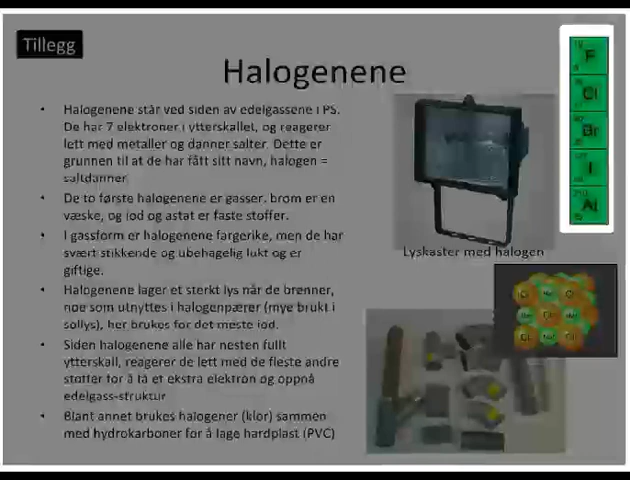 Tillegg
Halogenene
• Halogenene står ved siden av edelgassene i PS.
De har 7 elektroner i ytterskallet, og reagerer
lett med metaller og danner salter. Dette er
grunnen til at de har fått sitt navn, halogen =
saltdanner
• De to første halogenene er gasser, brom er en
væske, og iod og astat er faste stoffer.
• I gassform er halogenene fargerike, men de har
svært stikkende og ubehagelig lukt og er
giftige.
• Halogenene lager et sterkt lys når de brenner,
noe som utnyttes i halogenpærer (mye brukt i
sollys), her brukes for det meste iod.
• Siden halogenene alle har nesten fullt
ytterskall, reagerer de lett med de fleste andre
stoffer for å få et ekstra elektron og oppnå
edelgass-struktur
• Blant annet brukes halogener (klor) sammen
med hydrokarboner for å lage hardplast (PVC)
F
Cl
Br
I
At
Lyskaster med halogen